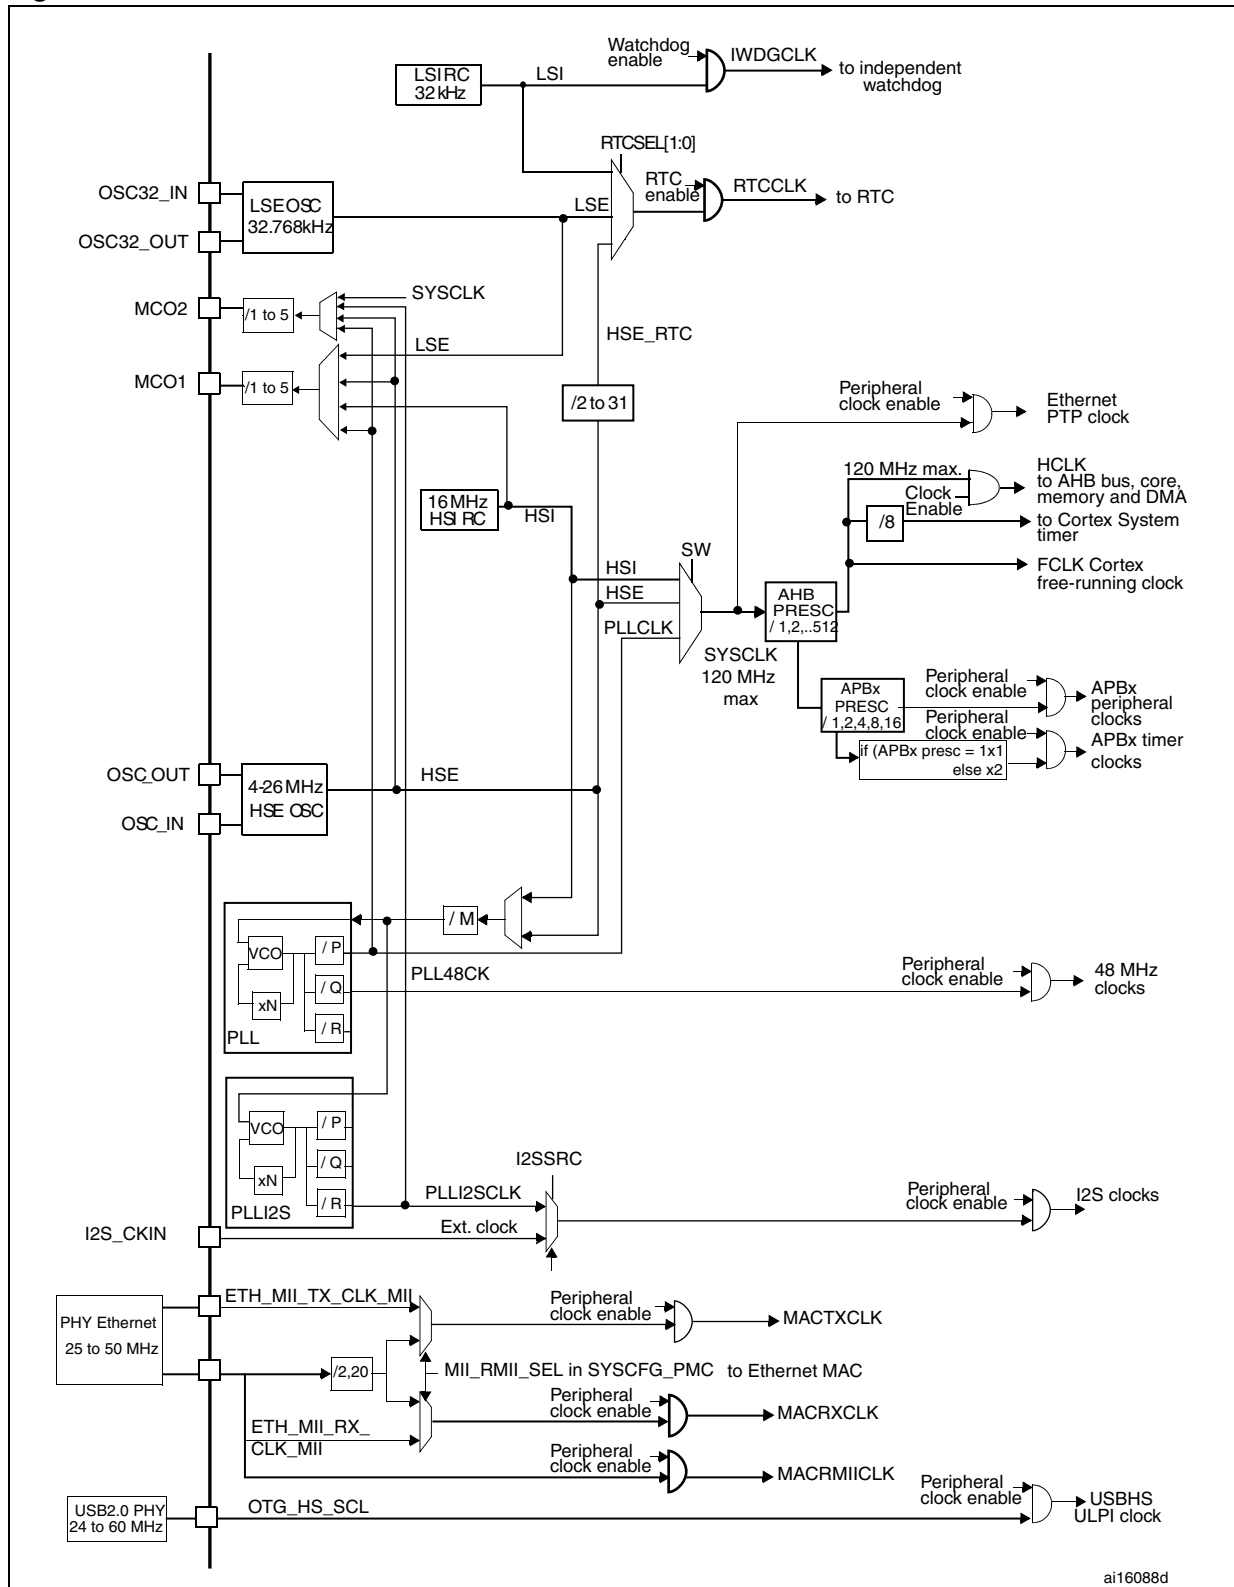 Watchdog
enable
IWDGCLK
to independent
watchdog
LSI RC
32 kHz
LSI
RTCSEL[1:0]
OSC32_IN
LSE OSC
32.768kHz
LSE
RTC
enable
RTCCLK
to RTC
OSC32_OUT
MCO2
/1 to 5
SYSCLK
HSE_RTC
LSE
MCO1
/1 to 5
/2 to 31
Peripheral
clock enable
Ethernet
PTP clock
16 MHz
HSI RC
HSI
120 MHz max.
Clock
Enable
HCLK
to AHB bus, core,
memory and DMA
/8
to Cortex System
timer
SW
HSI
HSE
PLLCLK
FCLK Cortex
free-running clock
AHB
PRESC
/ 1,2,..512
SYSCLK
120 MHz
max
APBx
PRESC
/ 1,2,4,8,16
Peripheral
clock enable
APBx
peripheral
clocks
Peripheral
clock enable
if (APBx presc = 1x1
else x2
APBx timer
clocks
OSC_OUT
4-26 MHz
HSE OSC
HSE
OSC_IN
/ M
VCO
/ P
xN
/ Q
/ R
PLL
PLL48CK
Peripheral
clock enable
48 MHz
clocks
VCO
/ P
xN
/ Q
/ R
PLLI2S
I2SSRC
PLLI2SCLK
Peripheral
clock enable
I2S clocks
I2S_CKIN
Ext. clock
PHY Ethernet
25 to 50 MHz
ETH_MII_TX_CLK_MII
Peripheral
clock enable
MACTXCLK
/2,20
MII_RMII_SEL in SYSCFG_PMC
to Ethernet MAC
Peripheral
clock enable
MACRXCLK
ETH_MII_RX_
CLK_MII
Peripheral
clock enable
MACRMIICLK
USB2.0 PHY
24 to 60 MHz
OTG_HS_SCL
Peripheral
clock enable
USBHS
ULPI clock
ai16088d